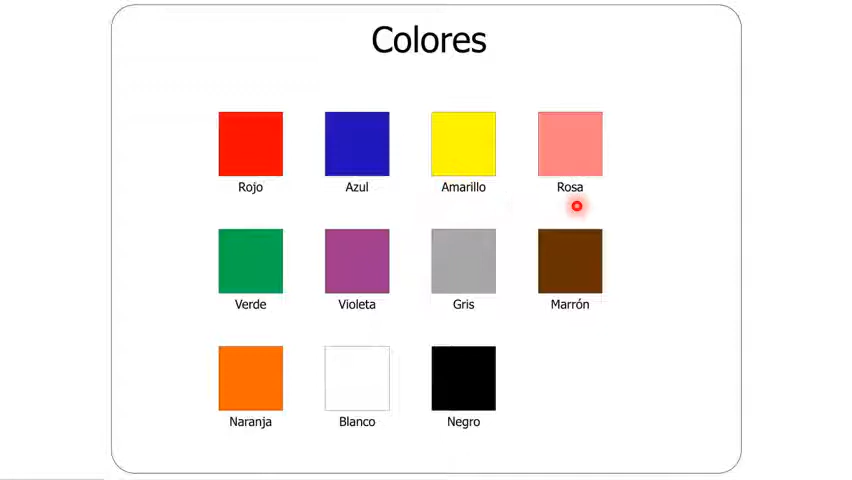 Colores
Rojo Azul Amarillo Rosa
Verde Violeta Gris Marrón
Naranja Blanco Negro